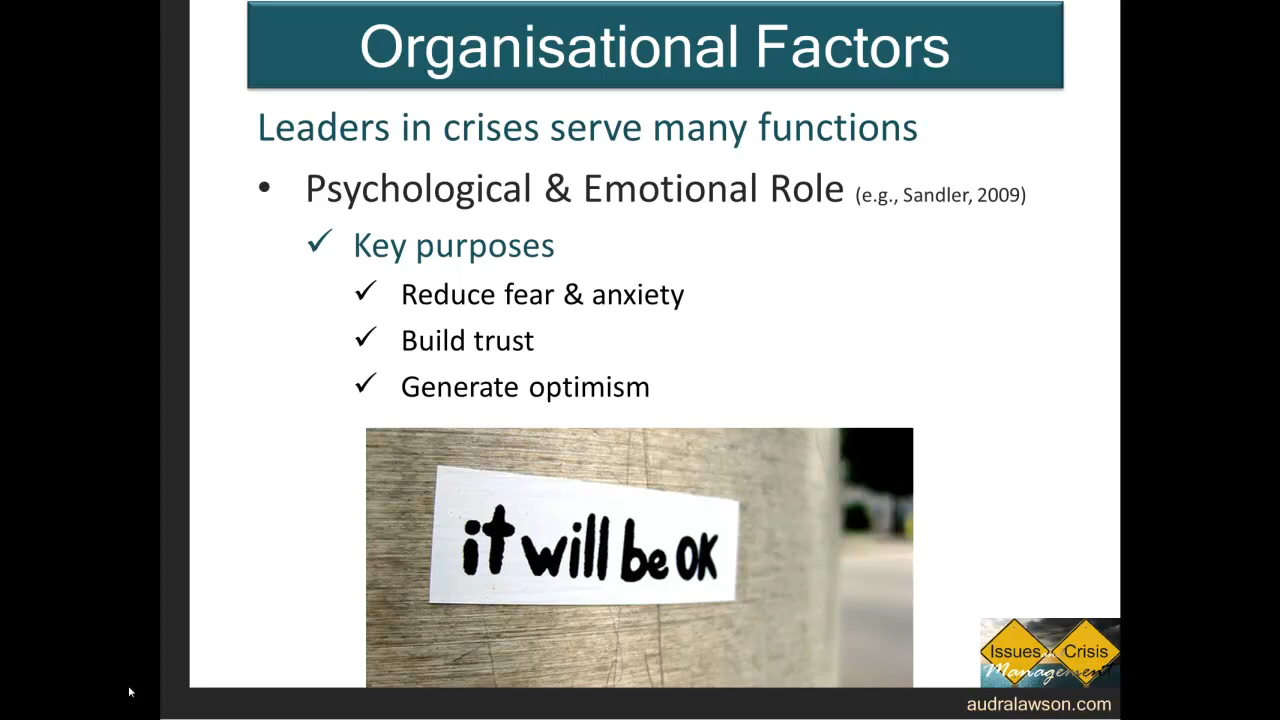 Organisational Factors
Leaders in crises serve many functions
• Psychological & Emotional Role (e.g., Sandler, 2009)
✓ Key purposes
✓ Reduce fear & anxiety
✓ Build trust
✓ Generate optimism
it will be OK
Issues Crisis
Management
audralawson.com